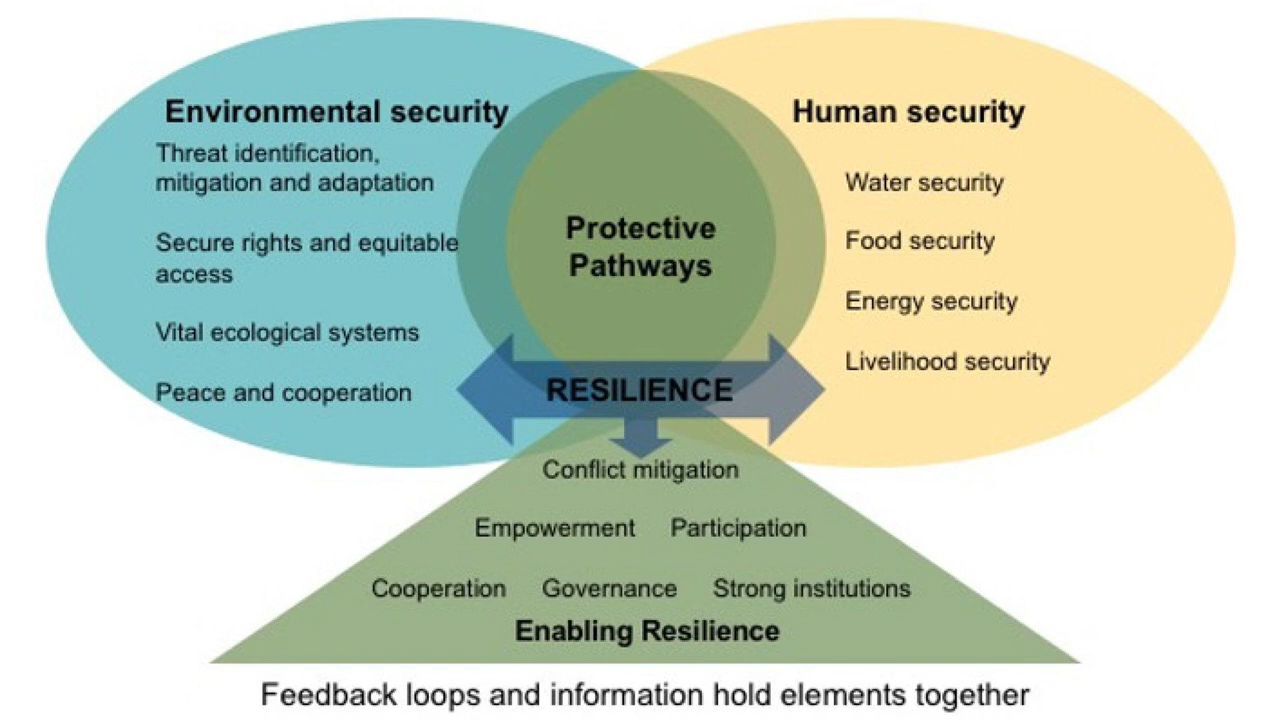 Environmental security
Threat identification,
mitigation and adaptation
Secure rights and equitable
access
Vital ecological systems
Peace and cooperation
Protective
Pathways
Human security
Water security
Food security
Energy security
Livelihood security
RESILIENCE
Conflict mitigation
Empowerment Participation
Cooperation Governance Strong institutions
Enabling Resilience
Feedback loops and information hold elements together